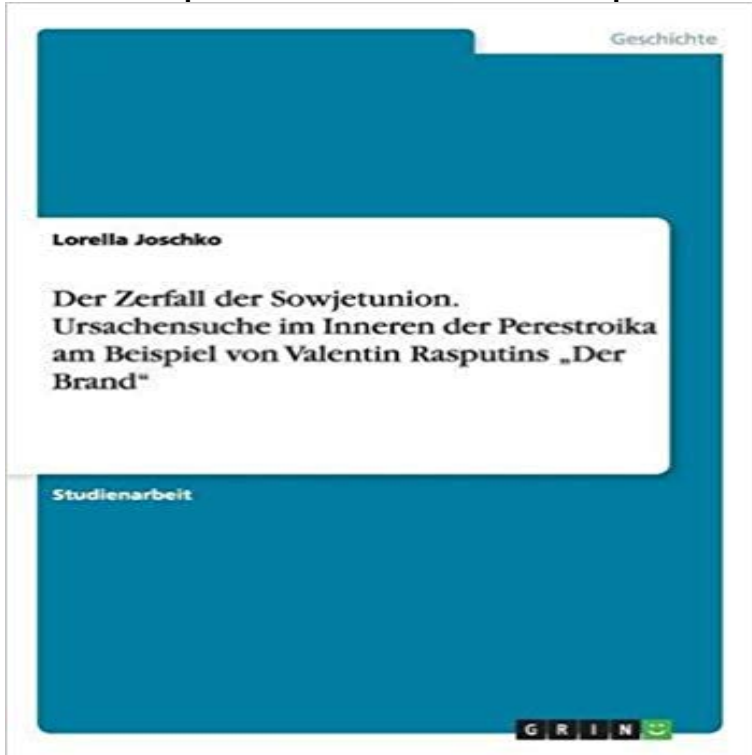 Geschichte
Lorella Joschko
Der Zerfall der Sowjetunion.
Ursachensuche im Inneren der Perestroika
am Beispiel von Valentin Rasputins „Der
Brand“
Studienarbeit
GRIN